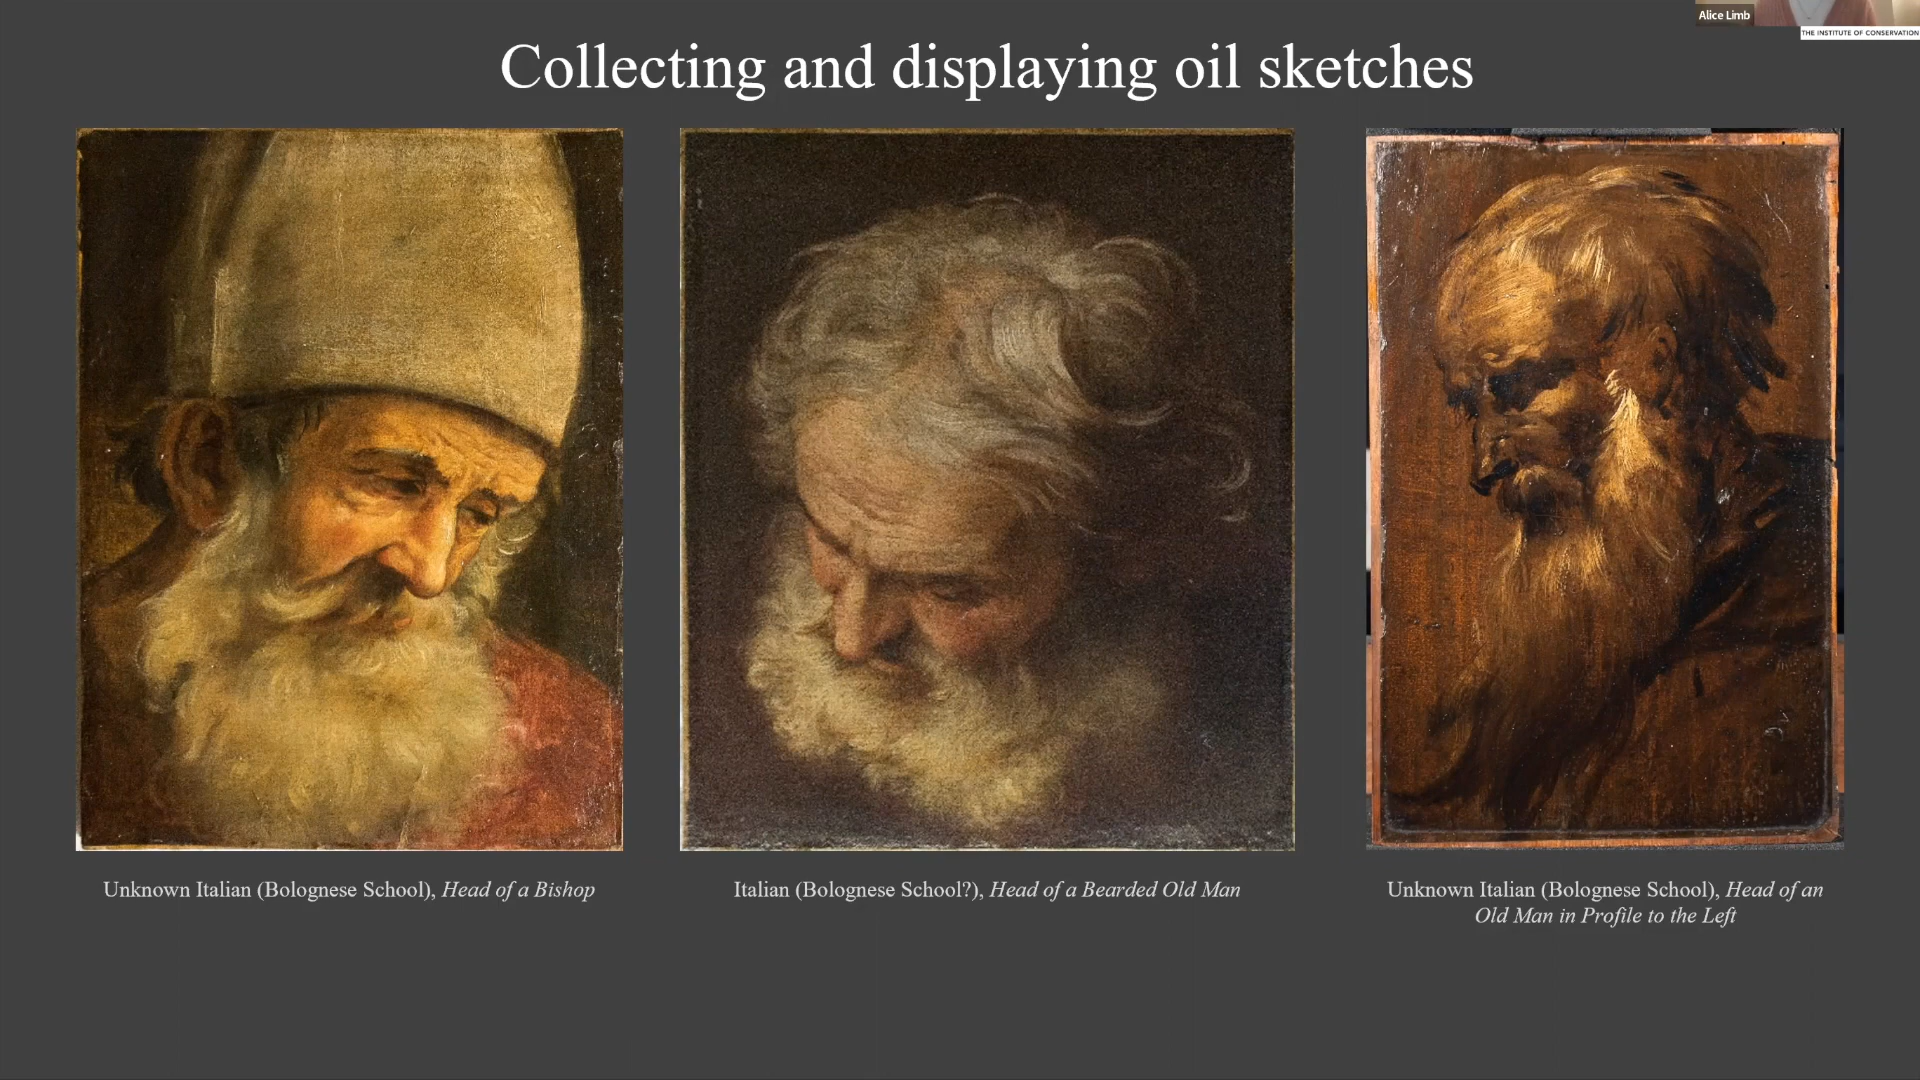 Alice Limb
THE INSTITUTE OF CONSERVATION
Collecting and displaying oil sketches
Unknown Italian (Bolognese School), Head of a Bishop
Italian (Bolognese School?), Head of a Bearded Old Man
Unknown Italian (Bolognese School), Head of an
Old Man in Profile to the Left